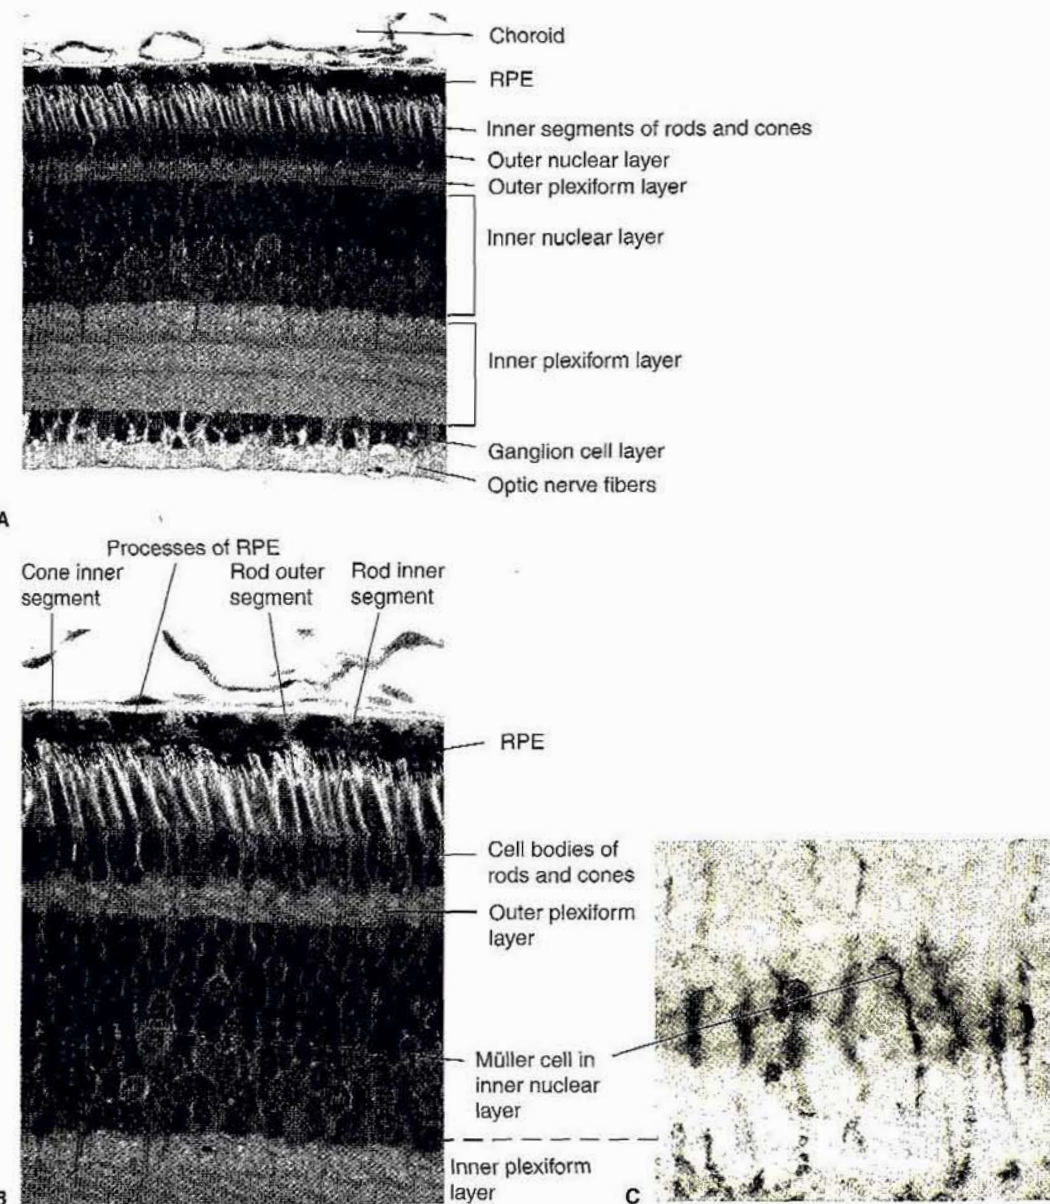 Choroid
RPE
Inner segments of rods and cones
Outer nuclear layer
Outer plexiform layer
Inner nuclear layer
Inner plexiform layer
Ganglion cell layer
Optic nerve fibers
A
Processes of RPE
Cone inner
segment
Rod outer
segment
Rod inner
segment
RPE
Cell bodies of
rods and cones
Outer plexiform
layer
Müller cell in
inner nuclear
layer
Inner plexiform
layer
B
C